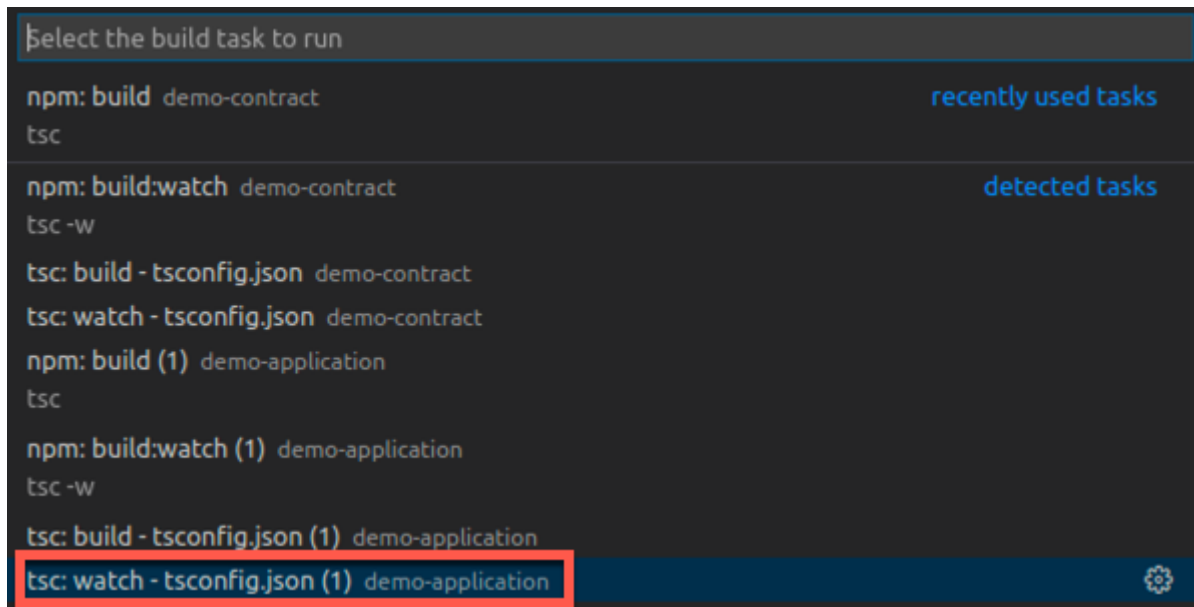 Select the build task to run
npm: build demo-contract recently used tasks
tsc
npm: build:watch demo-contract detected tasks
tsc -w
tsc: build - tsconfig.json demo-contract
tsc: watch - tsconfig.json demo-contract
npm: build (1) demo-application
tsc
npm: build:watch (1) demo-application
tsc -w
tsc: build - tsconfig.json (1) demo-application
tsc: watch - tsconfig.json (1) demo-application